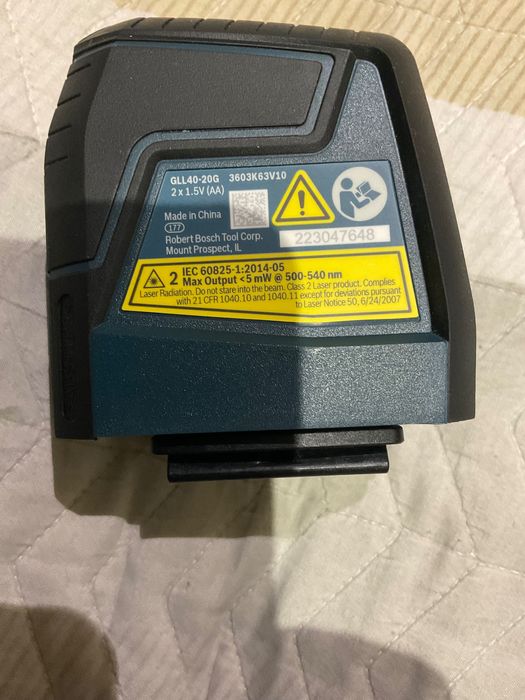 GLL40-20G 3603K63V10
2 x 1.5V (AA)
Made in China
177
Robert Bosch Tool Corp.
Mount Prospect, IL
223047648
2 IEC 60825-1:2014-05
Max Output <5 mW @ 500-540 nm
Laser Radiation. Do not stare into the beam. Class 2 Laser product. Complies
with 21 CFR 1040.10 and 1040.11 except for deviations pursuant
to Laser Notice 50, 6/24/2007